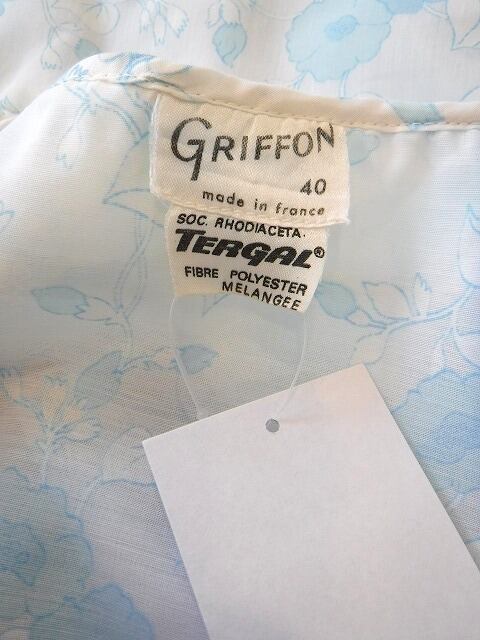 GRIFFON
40
made in france
SOC. RHODIACETA.
TERGAL®
FIBRE POLYESTER
MELANGEE